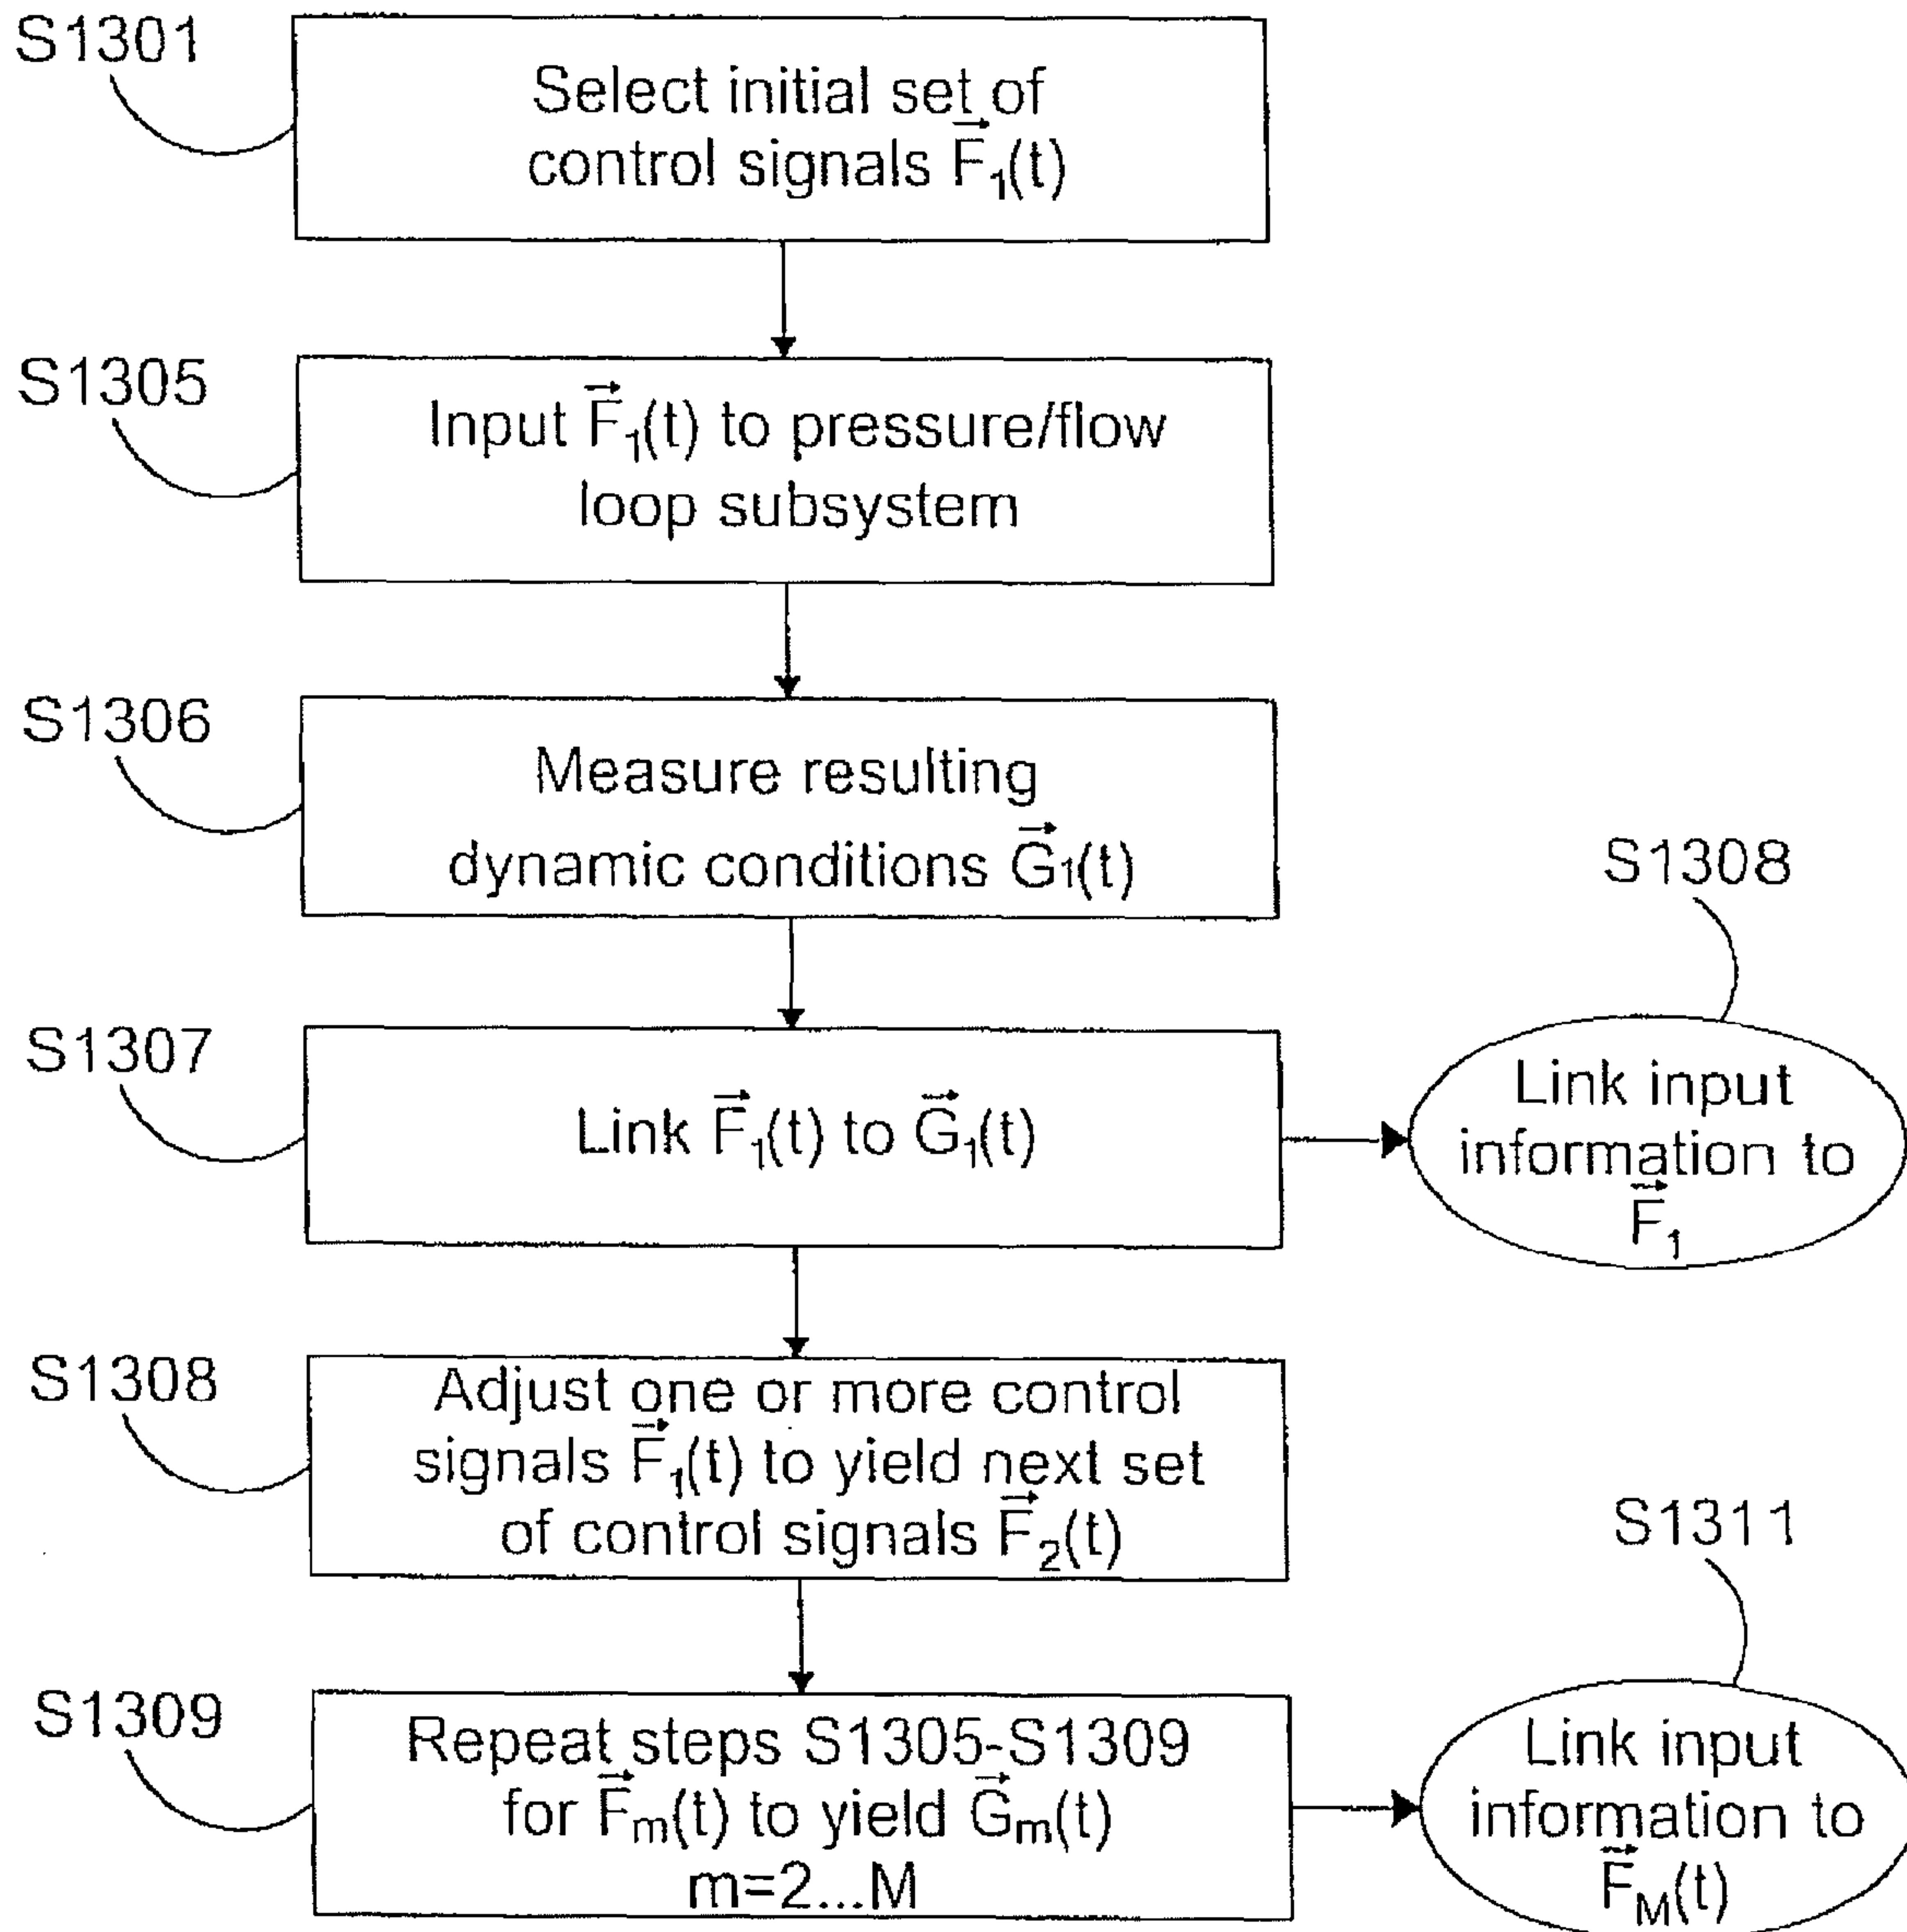 S1301
Select initial set of
control signals F⃗₁(t)
S1305
Input F⃗₁(t) to pressure/flow
loop subsystem
S1306
Measure resulting
dynamic conditions G⃗₁(t)
S1307
Link F⃗₁(t) to G⃗₁(t)
S1308
Link input
information to
F⃗₁
S1308
Adjust one or more control
signals F⃗₁(t) to yield next set
of control signals F⃗₂(t)
S1309
Repeat steps S1305-S1309
for F⃗ₘ(t) to yield G⃗ₘ(t)
m=2...M
S1311
Link input
information to
F⃗_M(t)